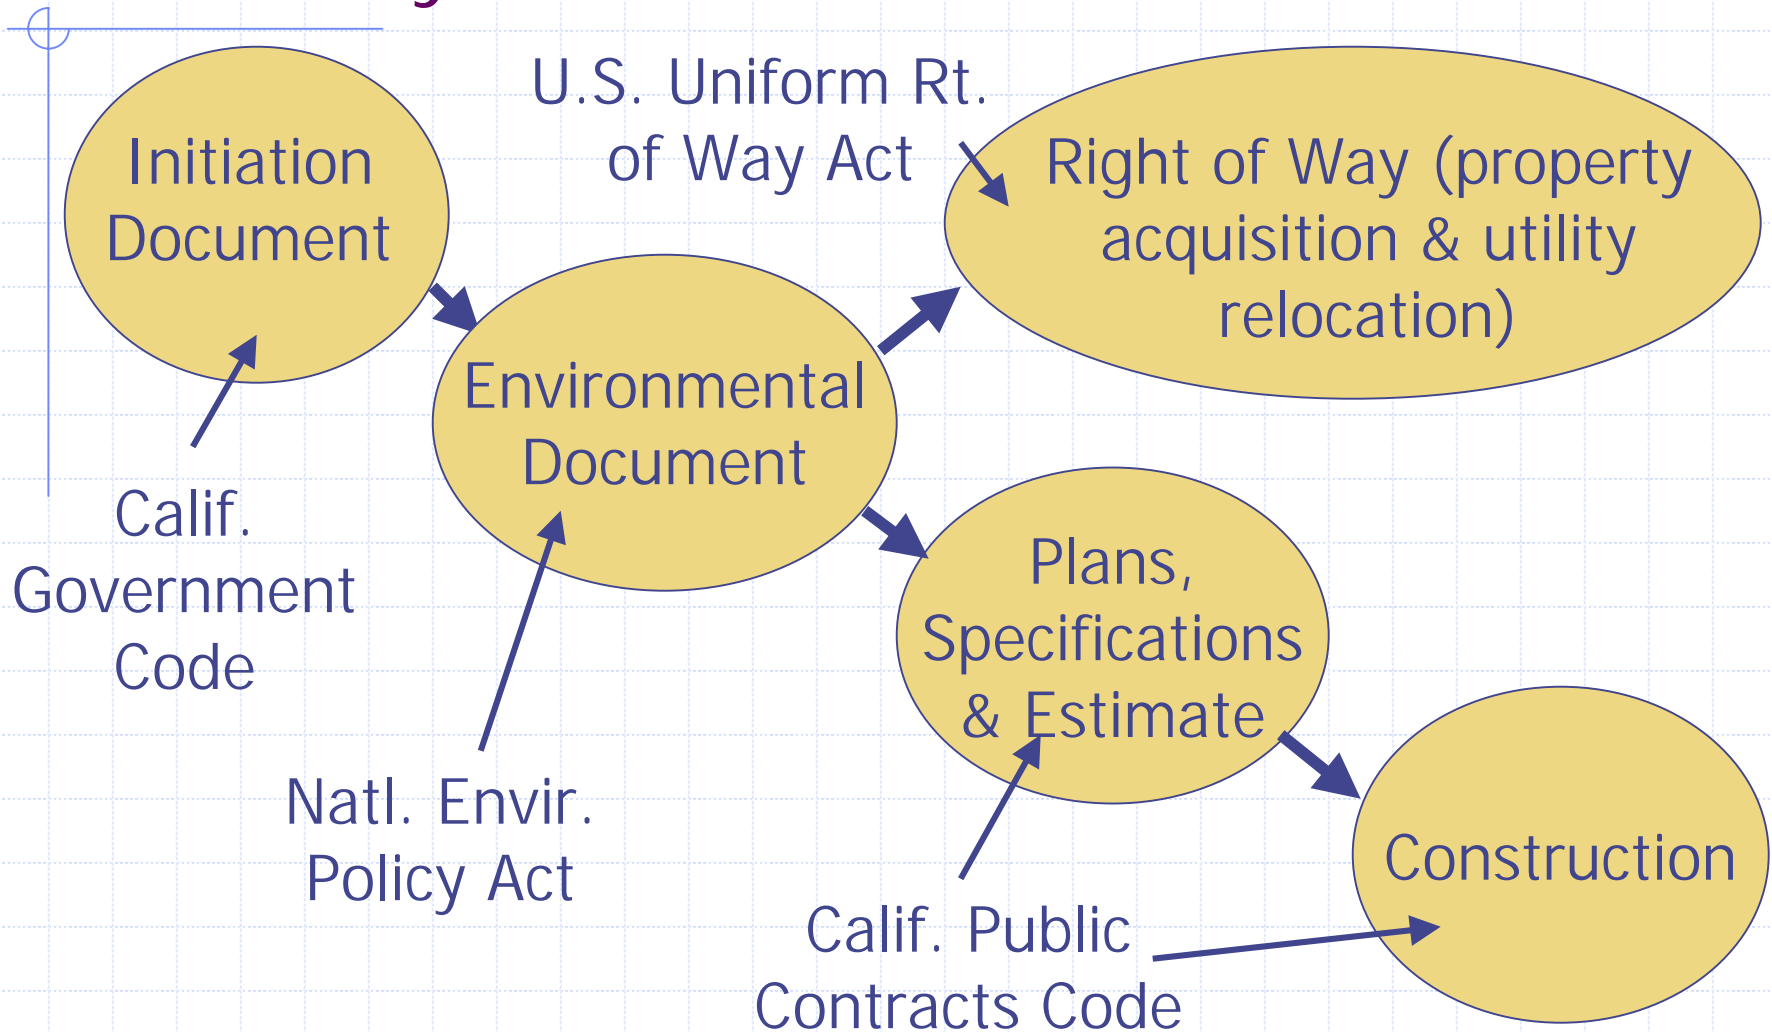 Initiation
Document
U.S. Uniform Rt.
of Way Act
Right of Way (property
acquisition & utility
relocation)
Environmental
Document
Calif.
Government
Code
Plans,
Specifications
& Estimate
Natl. Envir.
Policy Act
Construction
Calif. Public
Contracts Code